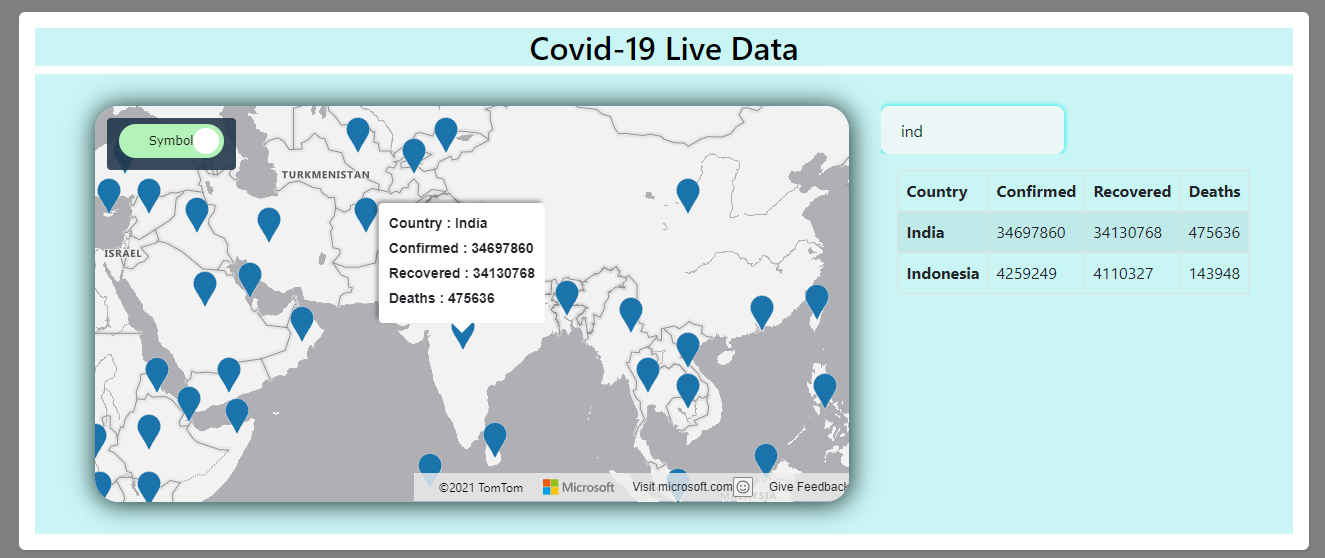 Covid-19 Live Data
Symbol
TURKMENISTAN
ISRAEL
Country : India
Confirmed : 34697860
Recovered : 34130768
Deaths : 475636
©2021 TomTom Microsoft Visit microsoft.com Give Feedback
ind
Country Confirmed Recovered Deaths
India 34697860 34130768 475636
Indonesia 4259249 4110327 143948